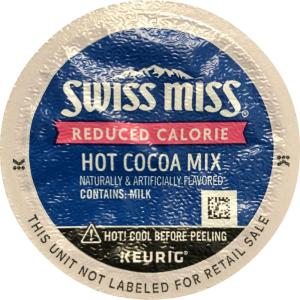 SWISS MISS®
REDUCED CALORIE
HOT COCOA MIX
NATURALLY & ARTIFICIALLY FLAVORED
CONTAINS: MILK
HOT! COOL BEFORE PEELING
KEURIG®
THIS UNIT NOT LABELED FOR RETAIL SALE